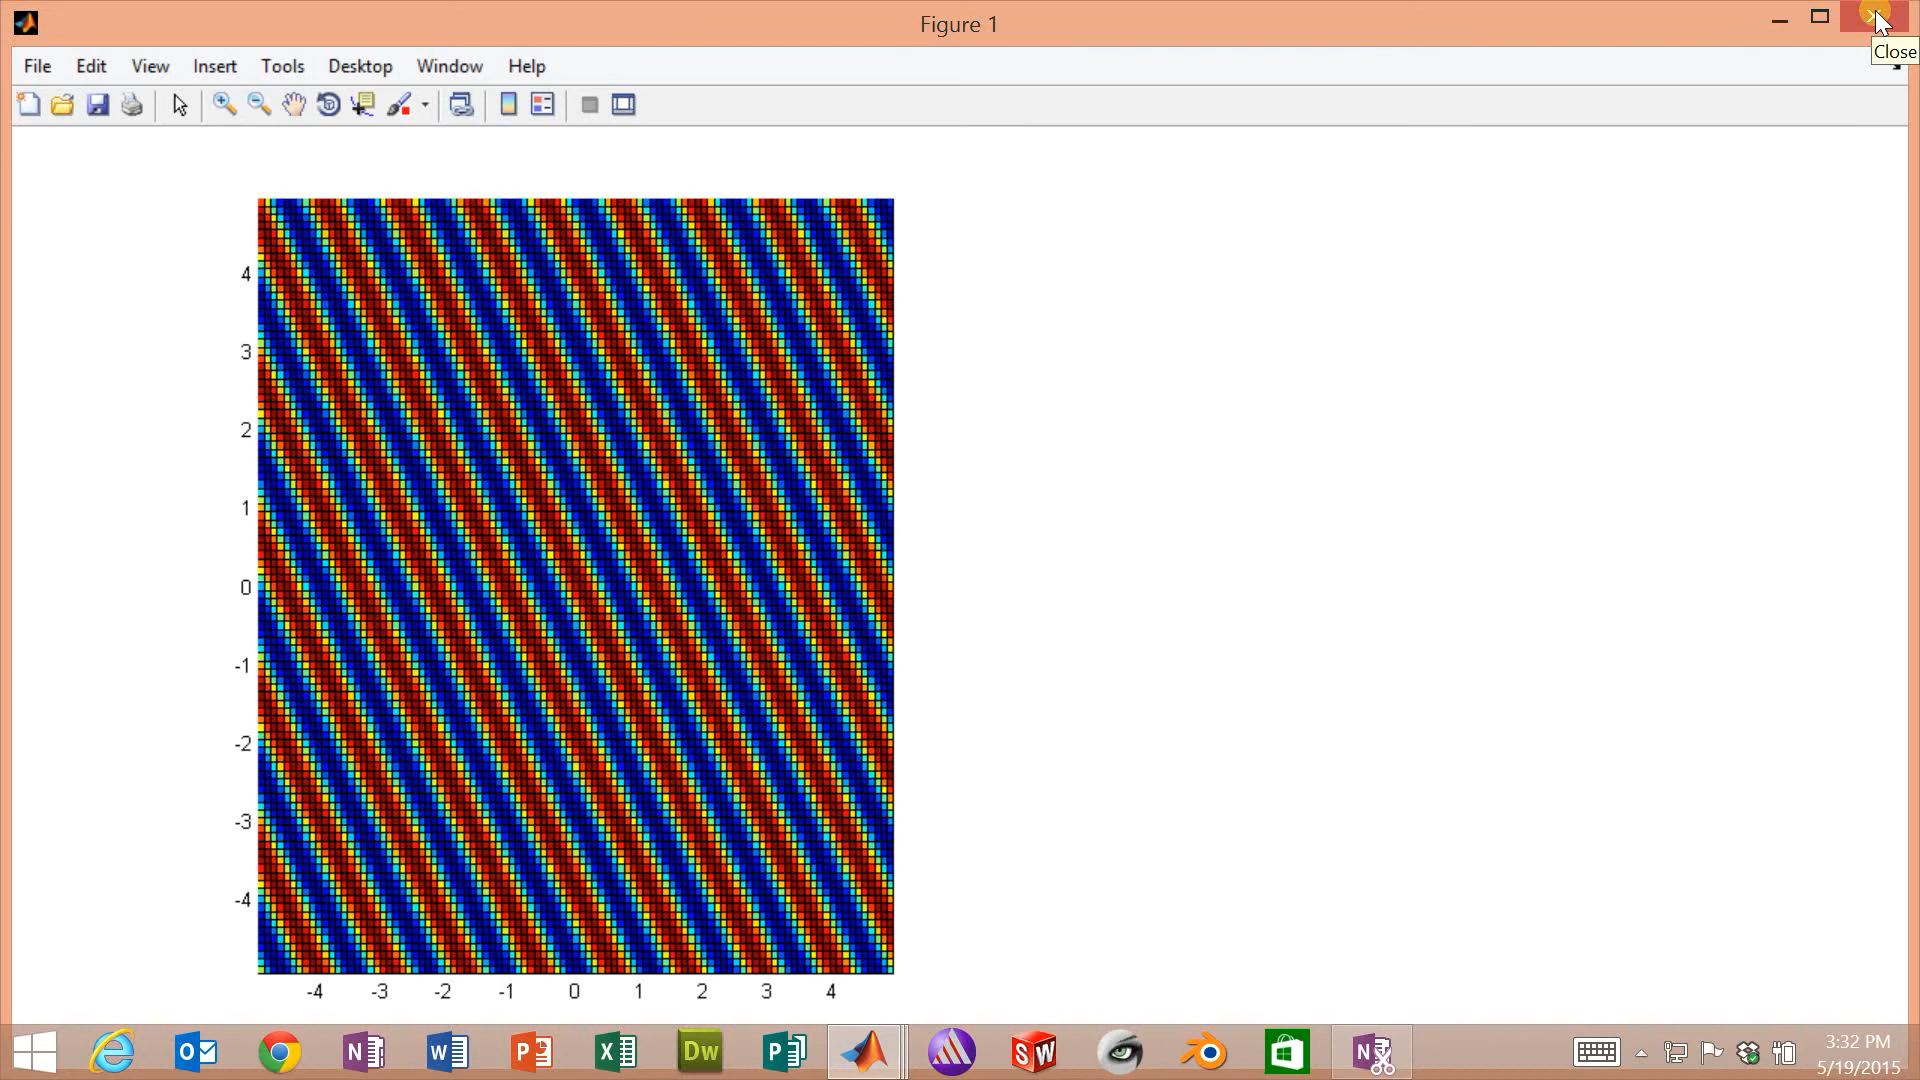 Figure 1
Close
File Edit View Insert Tools Desktop Window Help
4
3
2
1
0
-1
-2
-3
-4
-4 -3 -2 -1 0 1 2 3 4
3:32 PM
5/19/2015